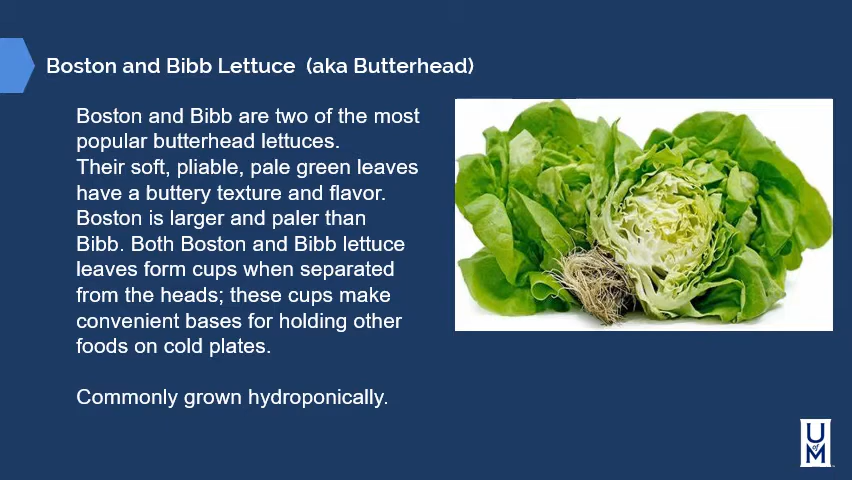 Boston and Bibb Lettuce  (aka Butterhead)
Boston and Bibb are two of the most
popular butterhead lettuces.
Their soft, pliable, pale green leaves
have a buttery texture and flavor.
Boston is larger and paler than
Bibb. Both Boston and Bibb lettuce
leaves form cups when separated
from the heads; these cups make
convenient bases for holding other
foods on cold plates.
Commonly grown hydroponically.
U
of
M